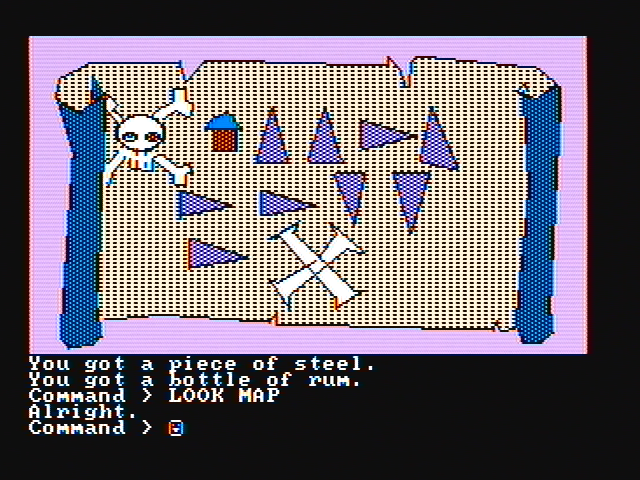 You got a piece of steel.
You got a bottle of rum.
Command > LOOK MAP
Alright.
Command >